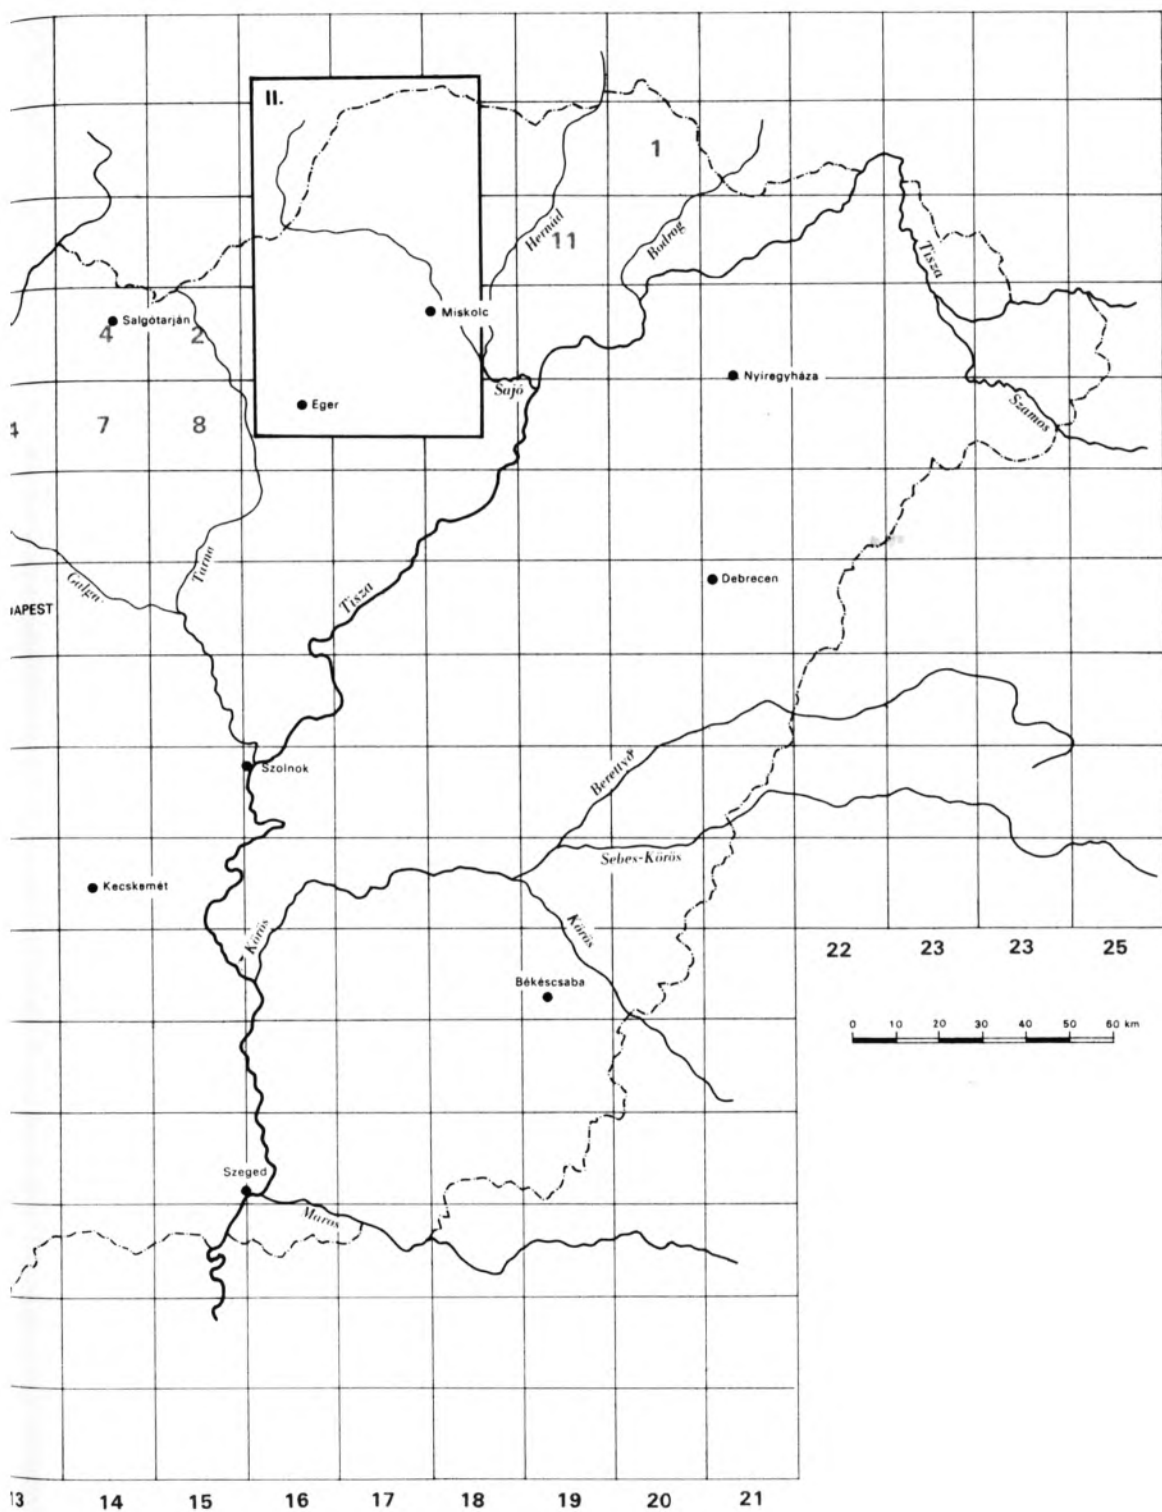 II.
1
Hernád
11
Bodrog
Tisza
Miskolc
4 Salgótarján 2
Sajó
Nyíregyháza
Eger
7 8
Szamos
Tarna
Galga
Tisza
Debrecen
DAPEST
Berettyó
Szolnok
Sebes-Körös
Kecskemét
Körös
Körös
22 23 23 25
Békéscsaba
0 10 20 30 40 50 60 km
Szeged
Maros
13 14 15 16 17 18 19 20 21